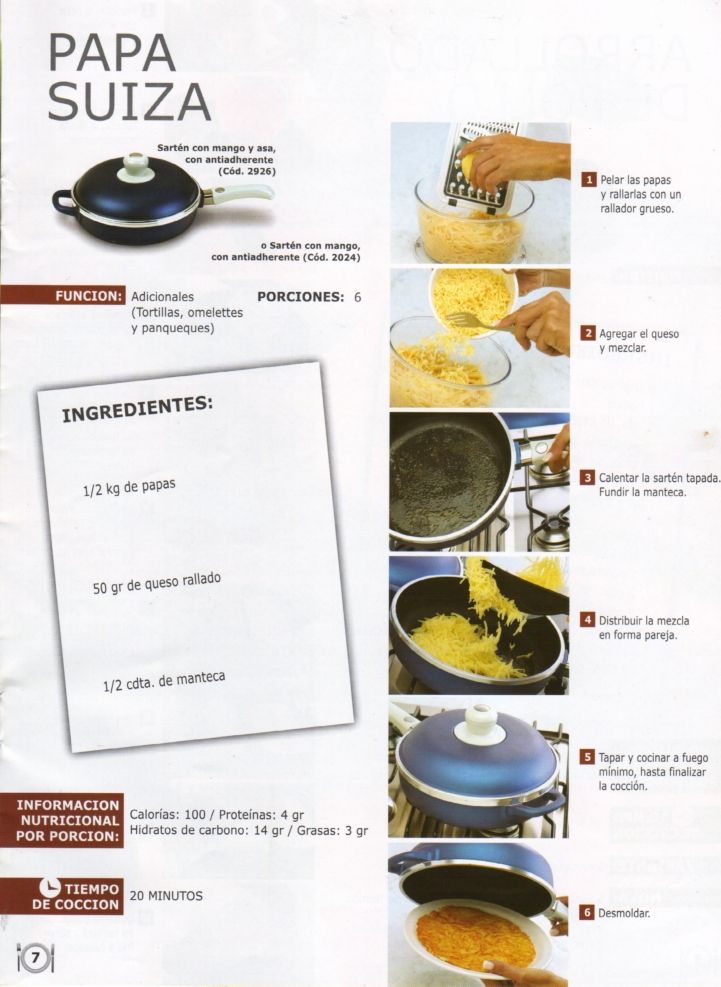 PAPA
SUIZA
Sartén con mango y asa,
con antiadherente
(Cód. 2926)
o Sartén con mango,
con antiadherente (Cód. 2024)
FUNCION: Adicionales
(Tortillas, omelettes
y panqueques)
PORCIONES: 6
INGREDIENTES:
1/2 kg de papas
50 gr de queso rallado
1/2 cdta. de manteca
INFORMACION
NUTRICIONAL
POR PORCION:
Calorías: 100 / Proteínas: 4 gr
Hidratos de carbono: 14 gr / Grasas: 3 gr
TIEMPO
DE COCCION
20 MINUTOS
7
1 Pelar las papas
y rallarlas con un
rallador grueso.
2 Agregar el queso
y mezclar.
3 Calentar la sartén tapada.
Fundir la manteca.
4 Distribuir la mezcla
en forma pareja.
5 Tapar y cocinar a fuego
mínimo, hasta finalizar
la cocción.
6 Desmoldar.